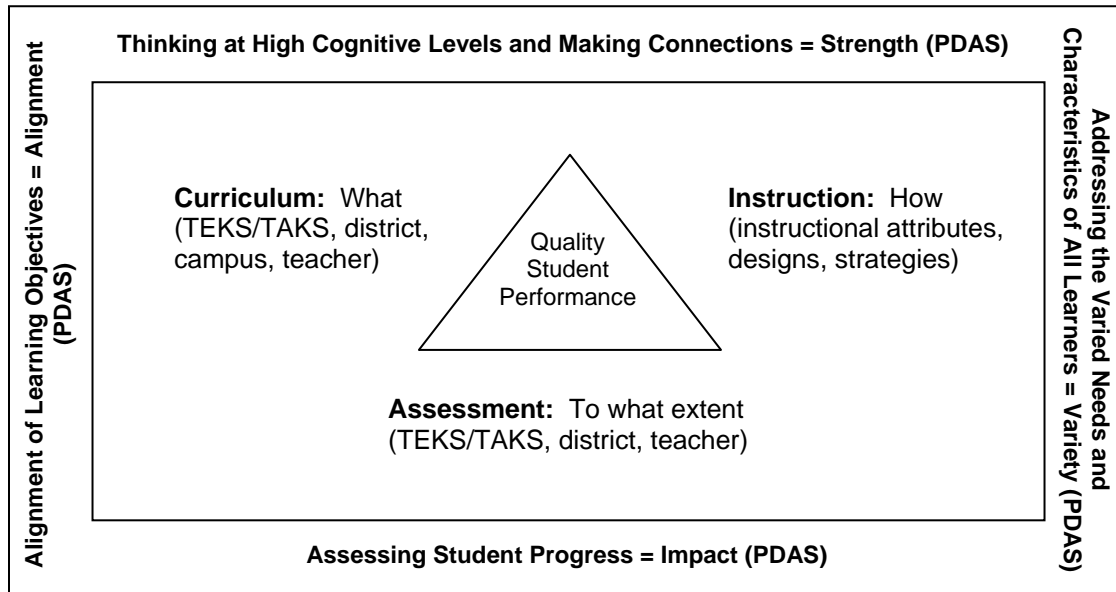 Thinking at High Cognitive Levels and Making Connections = Strength (PDAS)
Alignment of Learning Objectives = Alignment
(PDAS)
Curriculum:  What
(TEKS/TAKS, district,
campus, teacher)
Quality
Student
Performance
Instruction:  How
(instructional attributes,
designs, strategies)
Assessment:  To what extent
(TEKS/TAKS, district, teacher)
Addressing the Varied Needs and
Characteristics of All Learners = Variety (PDAS)
Assessing Student Progress = Impact (PDAS)